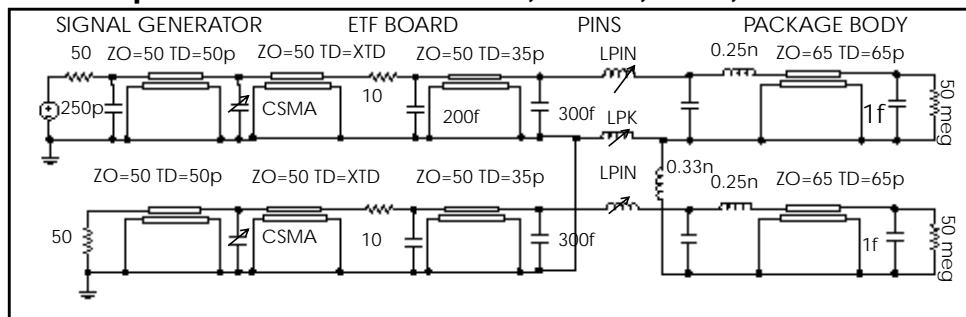 SIGNAL GENERATOR ETF BOARD PINS PACKAGE BODY
50 ZO=50 TD=50p ZO=50 TD=XTD ZO=50 TD=35p LPIN 0.25n ZO=65 TD=65p
250p CSMA 10 200f 300f LPK 1f 50 meg
ZO=50 TD=50p ZO=50 TD=XTD ZO=50 TD=35p LPIN 0.33n 0.25n ZO=65 TD=65p
50 CSMA 10 300f 1f 50 meg